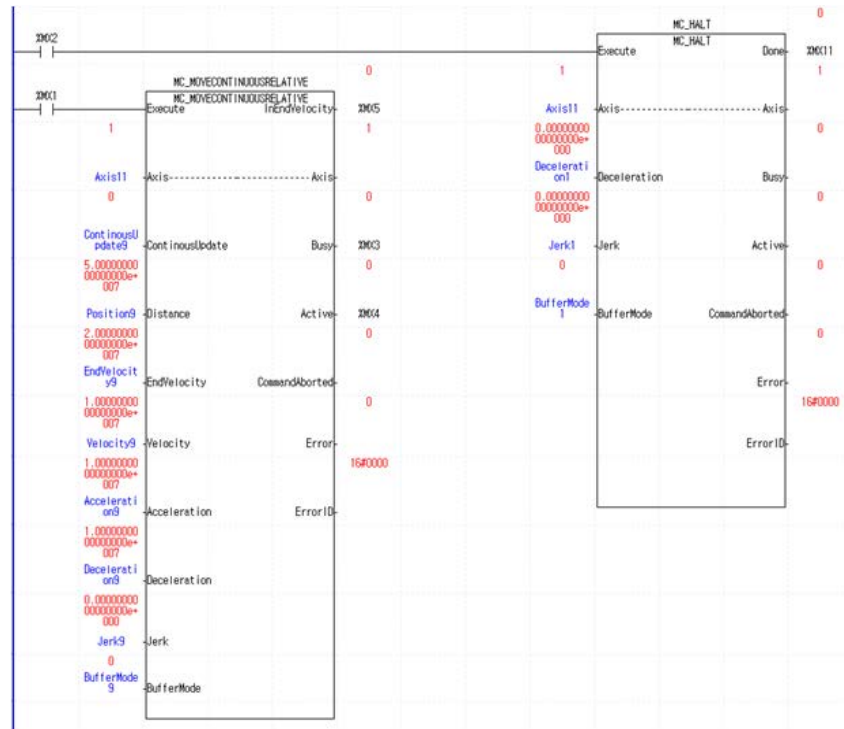 0
MC_HALT
%MX2
MC_HALT
Execute
Done
%MX11
0
1
1
MC_MOVECONTINUOUSRELATIVE
%MX1
MC_MOVECONTINUOUSRELATIVE
Execute
InEndVelocity
%MX5
Axis11
Axis
Axis
1
1
0.00000000
00000000e+
000
0
Axis11
Axis
Axis
Decelerati
on1
Deceleration
Busy
0
0
0.00000000
00000000e+
000
0
ContinousU
pdate9
ContinousUpdate
Busy
%MX3
Jerk1
Jerk
Active
5.00000000
00000000e+
007
0
0
0
Position9
Distance
Active
%MX4
BufferMode
1
BufferMode
CommandAborted
2.00000000
00000000e+
007
0
0
EndVelocit
y9
EndVelocity
CommandAborted
Error
1.00000000
00000000e+
007
0
16#0000
Velocity9
Velocity
Error
ErrorID
1.00000000
00000000e+
007
16#0000
Accelerati
on9
Acceleration
ErrorID
1.00000000
00000000e+
007
Decelerati
on9
Deceleration
0.00000000
00000000e+
000
Jerk9
Jerk
0
BufferMode
9
BufferMode